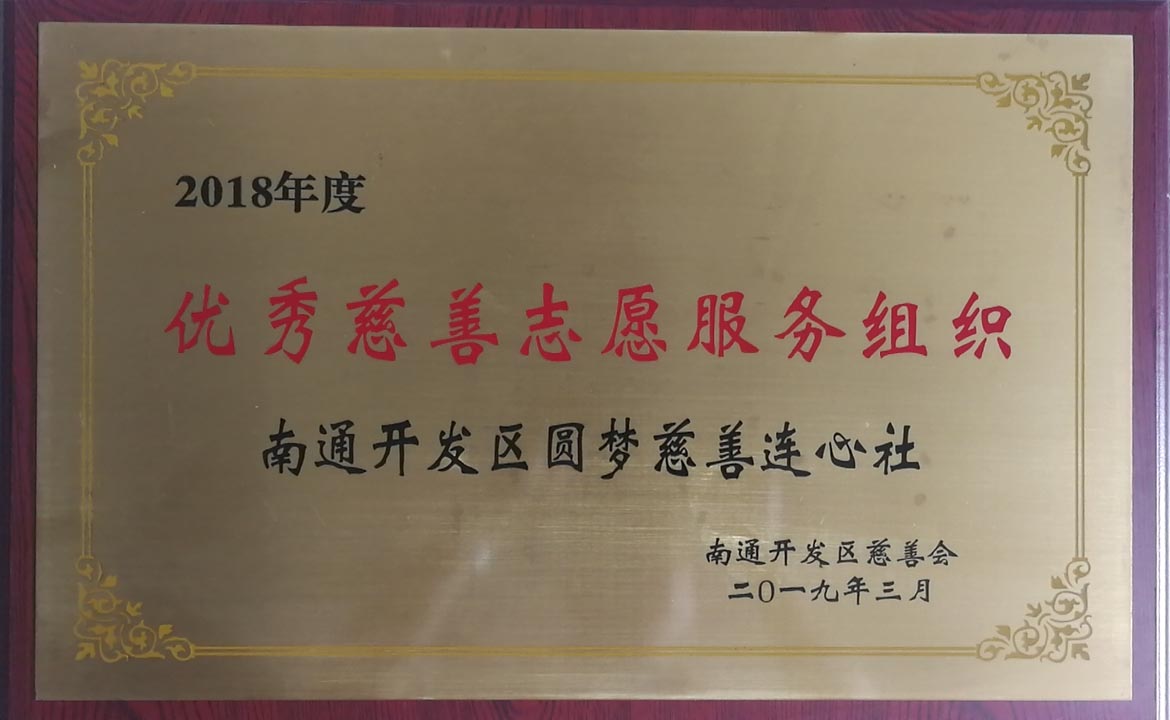 2018年度
优秀慈善志愿服务组织
南通开发区圆梦慈善连心社
南通开发区慈善会
二〇一九年三月